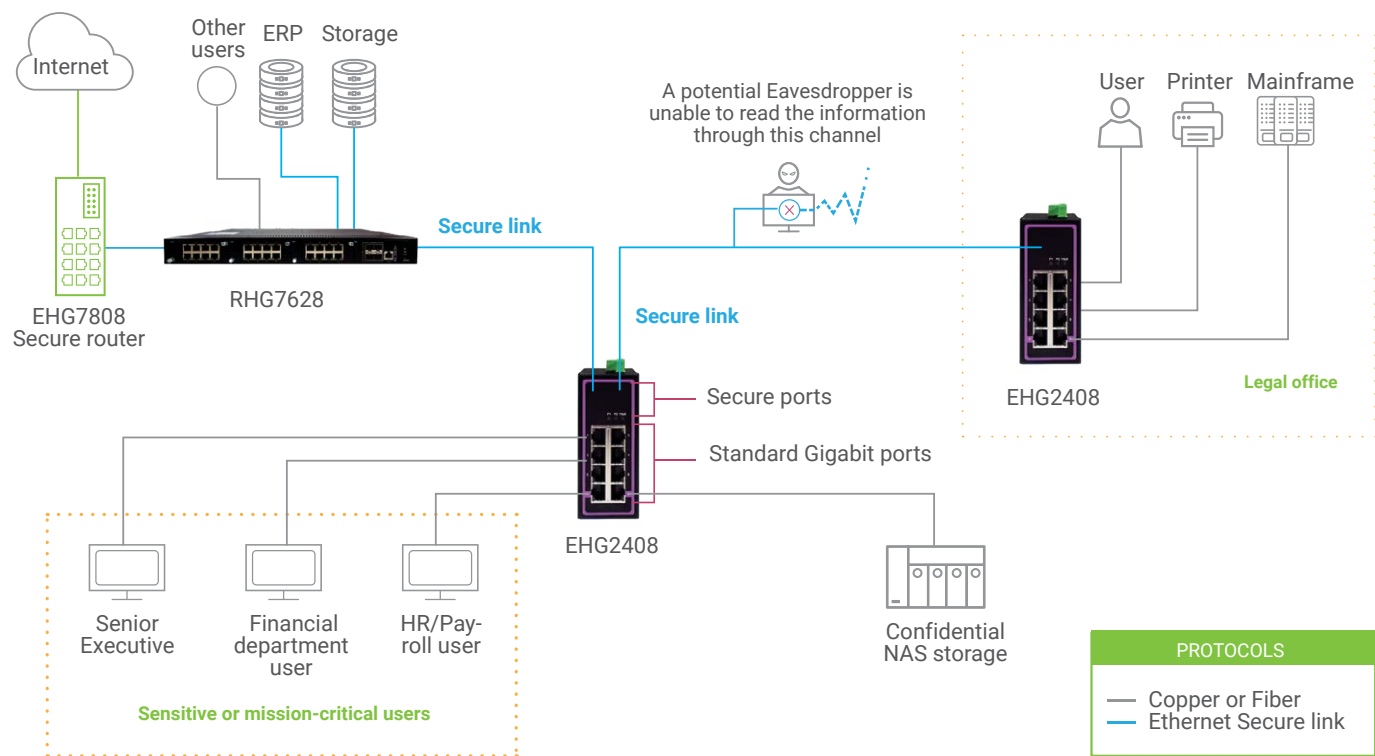 Internet
Other
users
ERP
Storage
EHG7808
Secure router
RHG7628
Secure link
Secure link
A potential Eavesdropper is
unable to read the information
through this channel
User
Printer
Mainframe
EHG2408
Legal office
Secure ports
Standard Gigabit ports
EHG2408
Senior
Executive
Financial
department
user
HR/Pay-
roll user
Sensitive or mission-critical users
Confidential
NAS storage
PROTOCOLS
Copper or Fiber
Ethernet Secure link